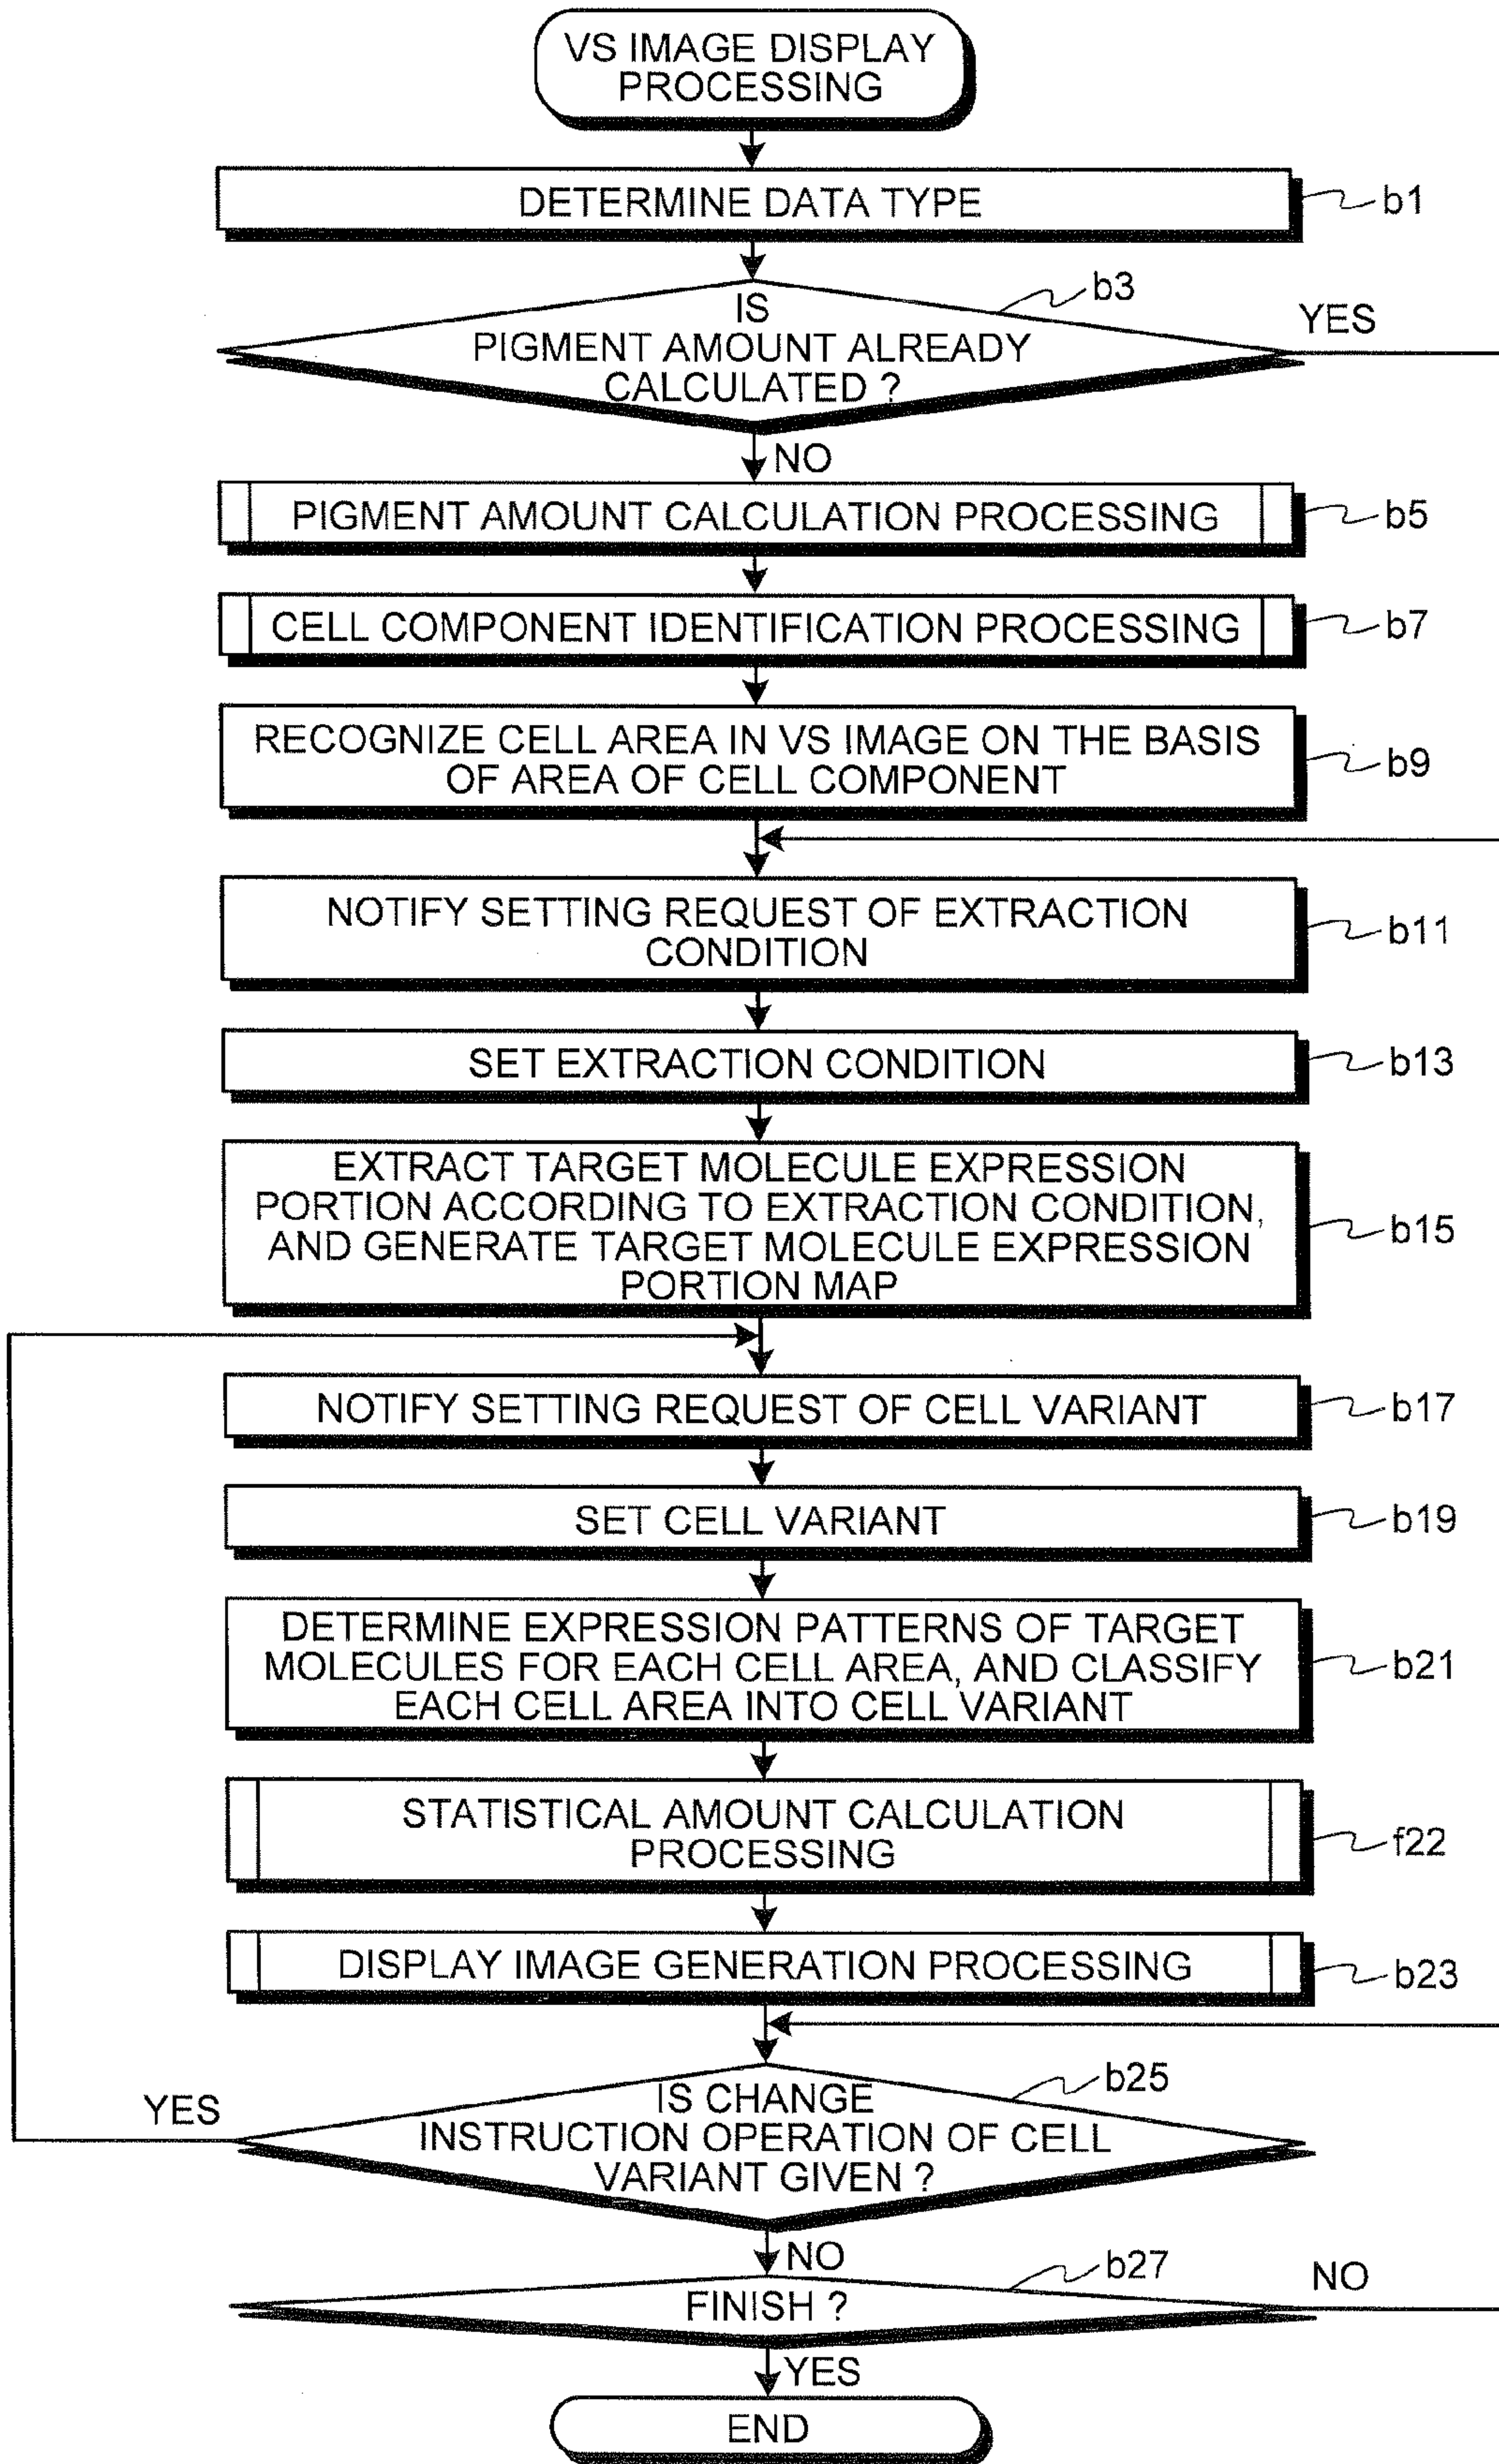 VS IMAGE DISPLAY
PROCESSING
DETERMINE DATA TYPE
b1
b3
IS
PIGMENT AMOUNT ALREADY
CALCULATED ?
YES
NO
PIGMENT AMOUNT CALCULATION PROCESSING
b5
CELL COMPONENT IDENTIFICATION PROCESSING
b7
RECOGNIZE CELL AREA IN VS IMAGE ON THE BASIS
OF AREA OF CELL COMPONENT
b9
NOTIFY SETTING REQUEST OF EXTRACTION
CONDITION
b11
SET EXTRACTION CONDITION
b13
EXTRACT TARGET MOLECULE EXPRESSION
PORTION ACCORDING TO EXTRACTION CONDITION,
AND GENERATE TARGET MOLECULE EXPRESSION
PORTION MAP
b15
NOTIFY SETTING REQUEST OF CELL VARIANT
b17
SET CELL VARIANT
b19
DETERMINE EXPRESSION PATTERNS OF TARGET
MOLECULES FOR EACH CELL AREA, AND CLASSIFY
EACH CELL AREA INTO CELL VARIANT
b21
STATISTICAL AMOUNT CALCULATION
PROCESSING
f22
DISPLAY IMAGE GENERATION PROCESSING
b23
b25
YES
IS CHANGE
INSTRUCTION OPERATION OF CELL
VARIANT GIVEN ?
NO
b27
FINISH ?
NO
YES
END